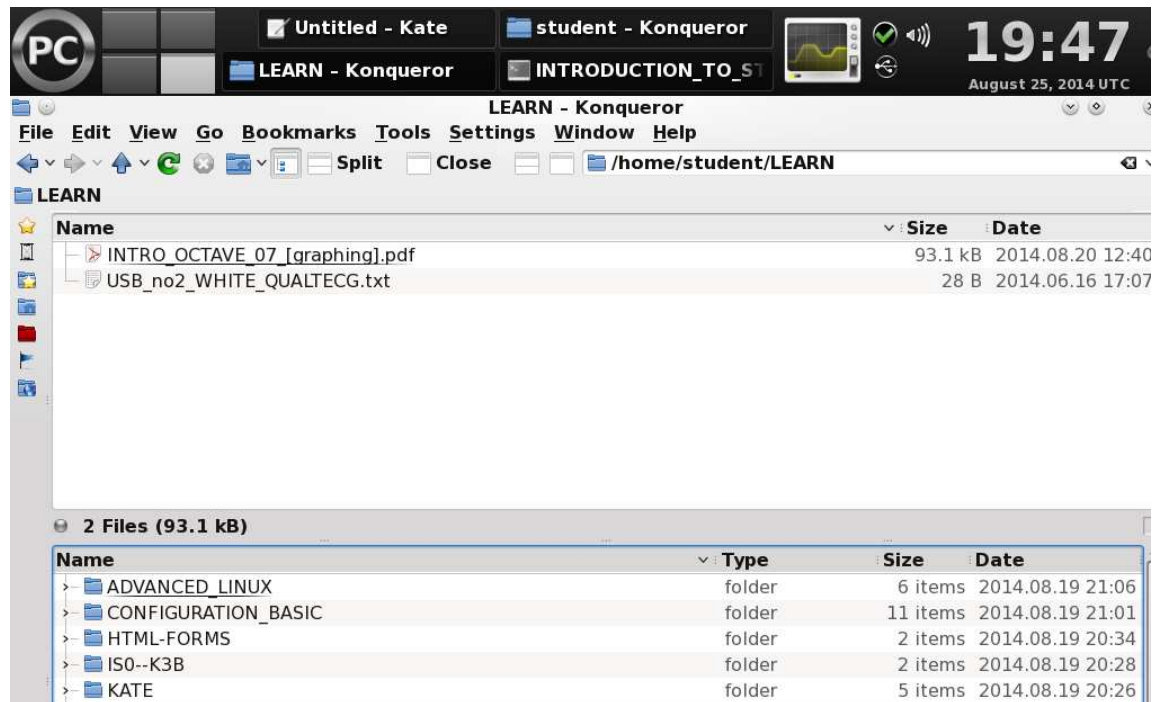 PC
Untitled - Kate
student - Konqueror
LEARN - Konqueror
INTRODUCTION_TO_ST
19:47
August 25, 2014 UTC
LEARN - Konqueror
File Edit View Go Bookmarks Tools Settings Window Help
Split Close /home/student/LEARN
LEARN
Name Size Date
INTRO_OCTAVE_07_[graphing].pdf 93.1 kB 2014.08.20 12:40
USB_no2_WHITE_QUALTECG.txt 28 B 2014.06.16 17:07
2 Files (93.1 kB)
Name Type Size Date
ADVANCED_LINUX folder 6 items 2014.08.19 21:06
CONFIGURATION_BASIC folder 11 items 2014.08.19 21:01
HTML-FORMS folder 2 items 2014.08.19 20:34
IS0--K3B folder 2 items 2014.08.19 20:28
KATE folder 5 items 2014.08.19 20:26